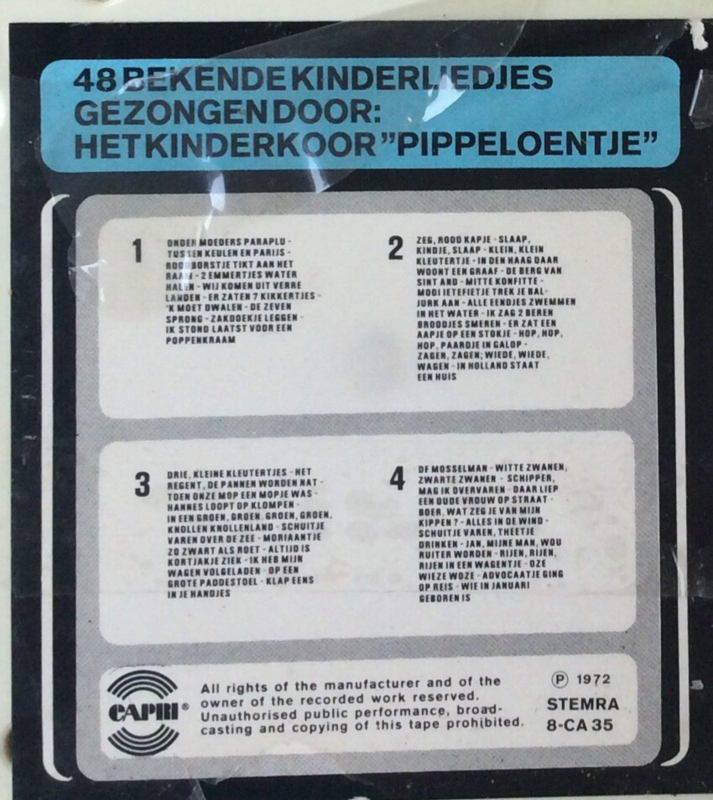 48 BEKENDE KINDERLIEDJES
GEZONGEN DOOR:
HET KINDERKOOR "PIPPELOENTJE"
1
ONDER MOEDERS PARAPLU -
TUSSEN KEULEN EN PARIJS -
ROODBORSTJE TIKT AAN HET
RAAM - 2 EMMERTJES WATER
HALEN - WIJ KOMEN UIT VERRE
LANDEN - ER ZATEN 7 KIKKERTJES -
'K MOET DWALEN - DE ZEVEN
SPRONG - ZAKDOEKJE LEGGEN -
IK STOND LAATST VOOR EEN
POPPENKRAAM
2
ZEG, ROOD KAPJE - SLAAP,
KINDJE, SLAAP - KLEIN, KLEIN
KLEUTERTJE - IN DEN HAAG DAAR
WOONT EEN GRAAF - DE BERG VAN
SINT AND - MITTE KONFITTE -
MOOI IETEFIETJE TREK JE BAL-
JURK AAN - ALLE EENDJES ZWEMMEN
IN HET WATER - IK ZAG 2 BEREN
BROODJES SMEREN - ER ZAT EEN
AAPJE OP EEN STOKJE - HOP, HOP,
HOP, PAARDJE IN GALOP -
ZAGEN, ZAGEN; WIEDE, WIEDE,
WAGEN - IN HOLLAND STAAT
EEN HUIS
3
DRIE, KLEINE KLEUTERTJES - HET
REGENT, DE PANNEN WORDEN NAT -
TOEN ONZE MOP EEN MOPJE WAS -
HANNES LOOPT OP KLOMPEN -
IN EEN GROEN, GROEN, GROEN, GROEN,
KNOLLEN KNOLLENLAND - SCHUITJE
VAREN OVER DE ZEE - MORIAANTJE
ZO ZWART ALS ROET - ALTIJD IS
KORTJAKJE ZIEK - IK HEB MIJN
WAGEN VOLGELADEN - OP EEN
GROTE PADDESTOEL - KLAP EENS
IN JE HANDJES
4
DF MOSSELMAN - WITTE ZWANEN,
ZWARTE ZWANEN - SCHIPPER,
MAG IK OVERVAREN - DAAR LIEP
EEN OUDE VROUW OP STRAAT -
BOER, WAT ZEG JE VAN MIJN
KIPPEN? - ALLES IN DE WIND -
SCHUITJE VAREN, THEETJE
DRINKEN - JAN, MIJNE MAN, WOU
RUITER WORDEN - RIJEN, RIJEN,
RIJEN IN EEN WAGENTJE - OZE
WIEZE WOZE - ADVOCAATJE GING
OP REIS - WIE IN JANUARI
GEBOREN IS
CAPRI®
All rights of the manufacturer and of the
owner of the recorded work reserved.
Unauthorised public performance, broad-
casting and copying of this tape prohibited.
Ⓟ 1972
STEMRA
8-CA 35